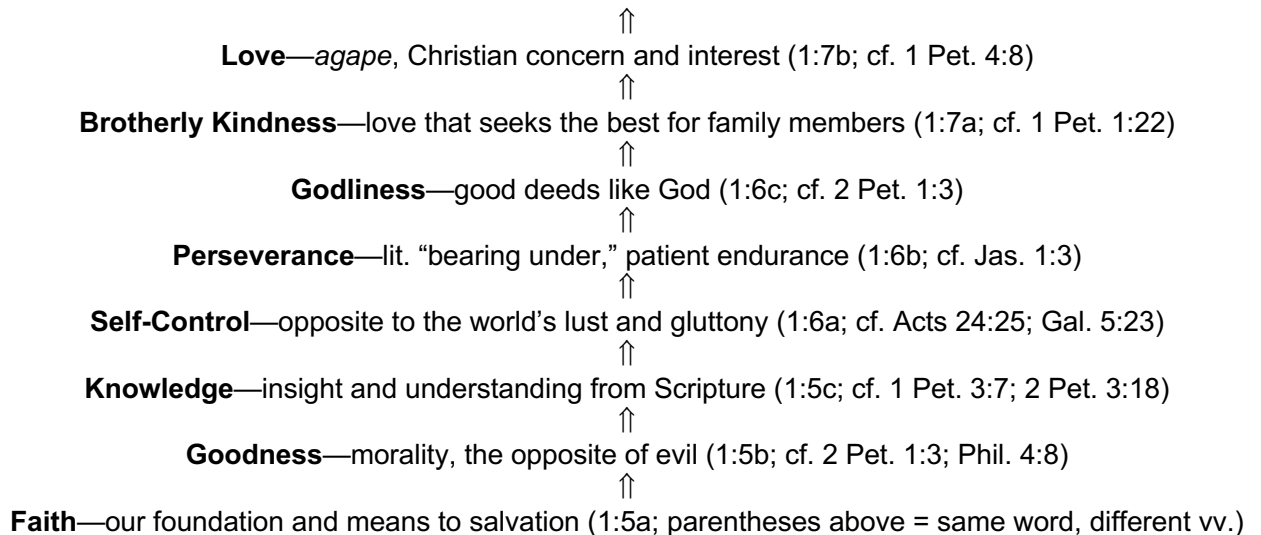 ⇑
Love—agape, Christian concern and interest (1:7b; cf. 1 Pet. 4:8)
⇑
Brotherly Kindness—love that seeks the best for family members (1:7a; cf. 1 Pet. 1:22)
⇑
Godliness—good deeds like God (1:6c; cf. 2 Pet. 1:3)
⇑
Perseverance—lit. “bearing under,” patient endurance (1:6b; cf. Jas. 1:3)
⇑
Self-Control—opposite to the world’s lust and gluttony (1:6a; cf. Acts 24:25; Gal. 5:23)
⇑
Knowledge—insight and understanding from Scripture (1:5c; cf. 1 Pet. 3:7; 2 Pet. 3:18)
⇑
Goodness—morality, the opposite of evil (1:5b; cf. 2 Pet. 1:3; Phil. 4:8)
⇑
Faith—our foundation and means to salvation (1:5a; parentheses above = same word, different vv.)